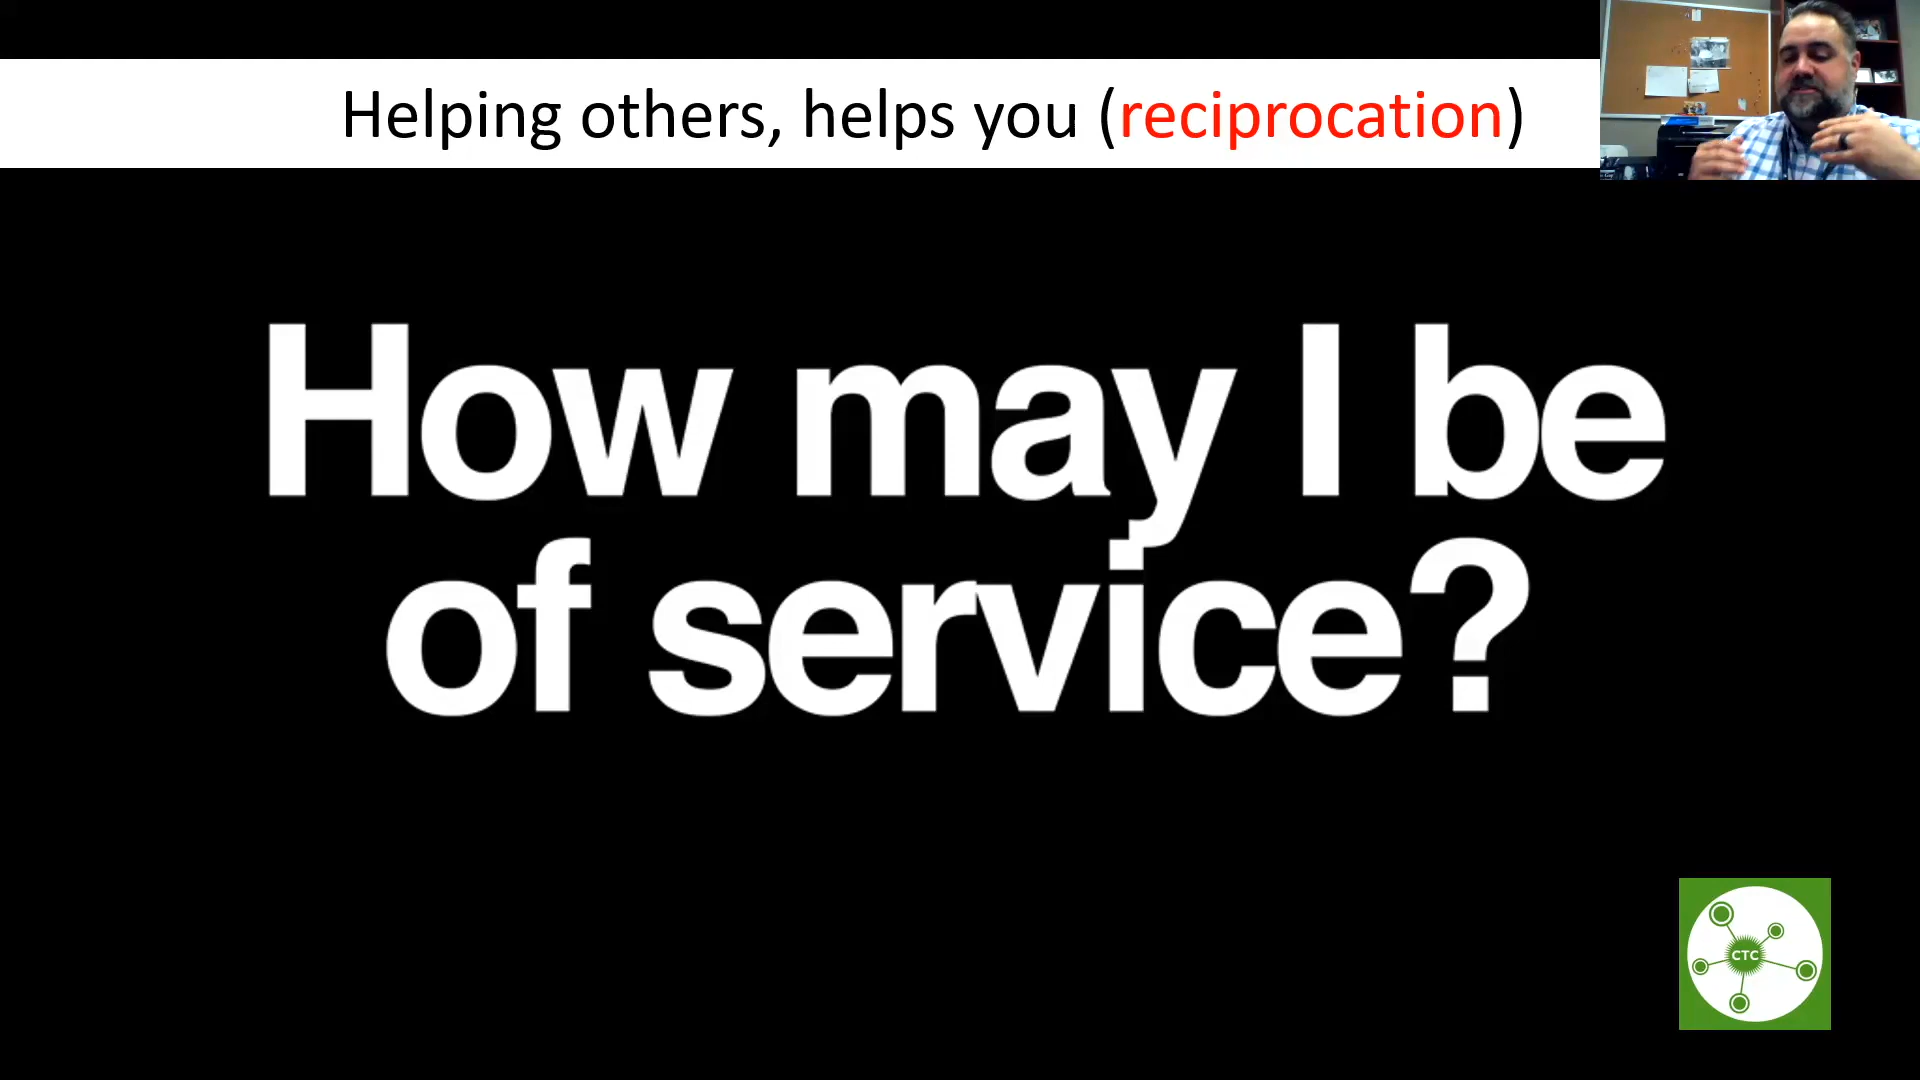 Helping others, helps you (reciprocation)
How may I be
of service?
CTC